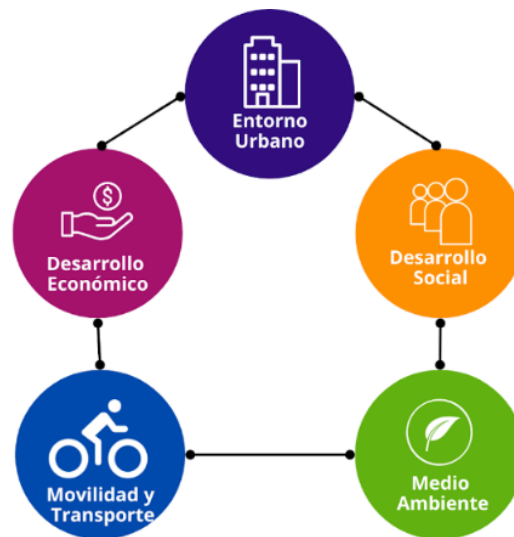 Entorno
Urbano
Desarrollo
Económico
$
Desarrollo
Social
Movilidad y
Transporte
Medio
Ambiente